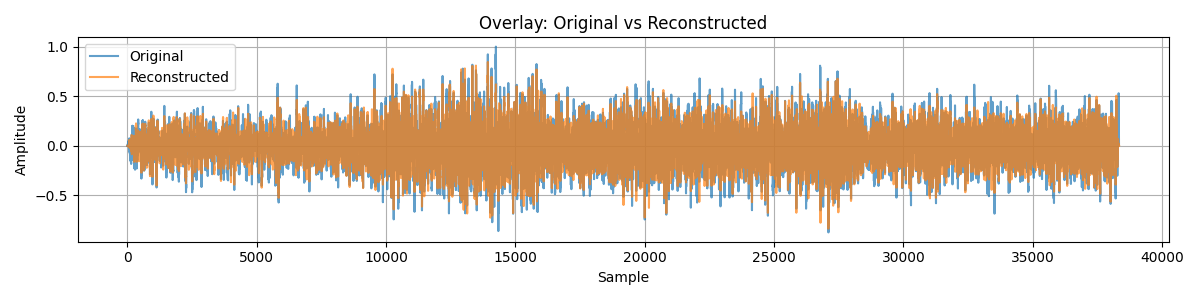 Overlay: Original vs Reconstructed
Original
Reconstructed
Amplitude
1.0
0.5
0.0
−0.5
0 5000 10000 15000 20000 25000 30000 35000 40000
Sample